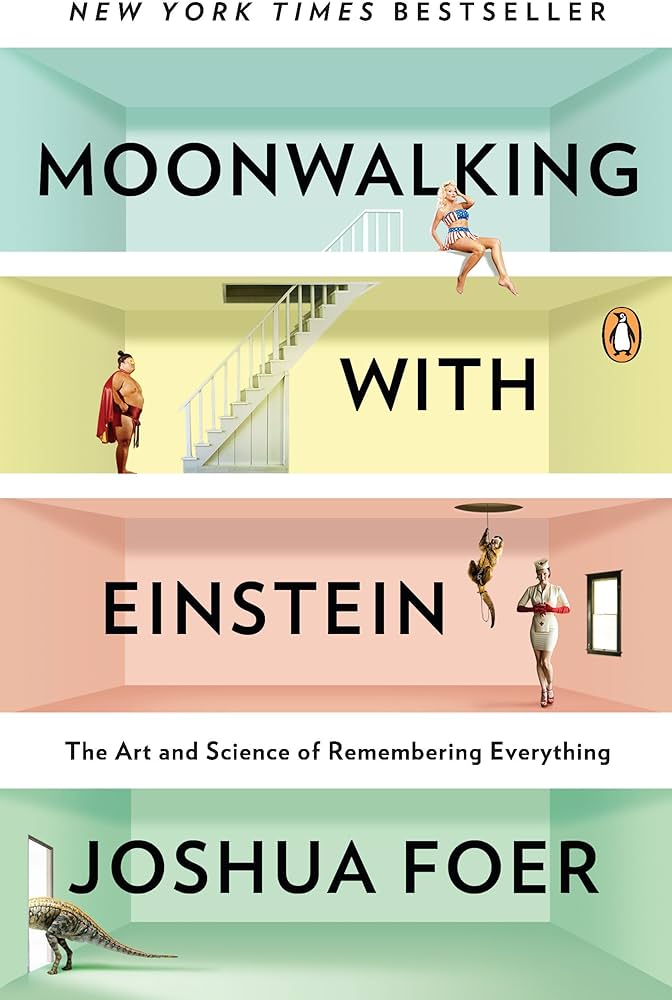 NEW YORK TIMES BESTSELLER
MOONWALKING
WITH
EINSTEIN
The Art and Science of Remembering Everything
JOSHUA FOER